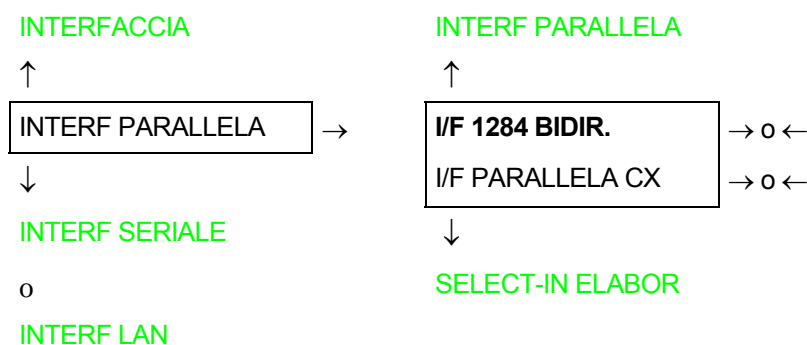 INTERFACCIA
↑
INTERF PARALLELA →
↓
INTERF SERIALE
o
INTERF LAN
INTERF PARALLELA
↑
I/F 1284 BIDIR. → o ←
I/F PARALLELA CX → o ←
↓
SELECT-IN ELABOR